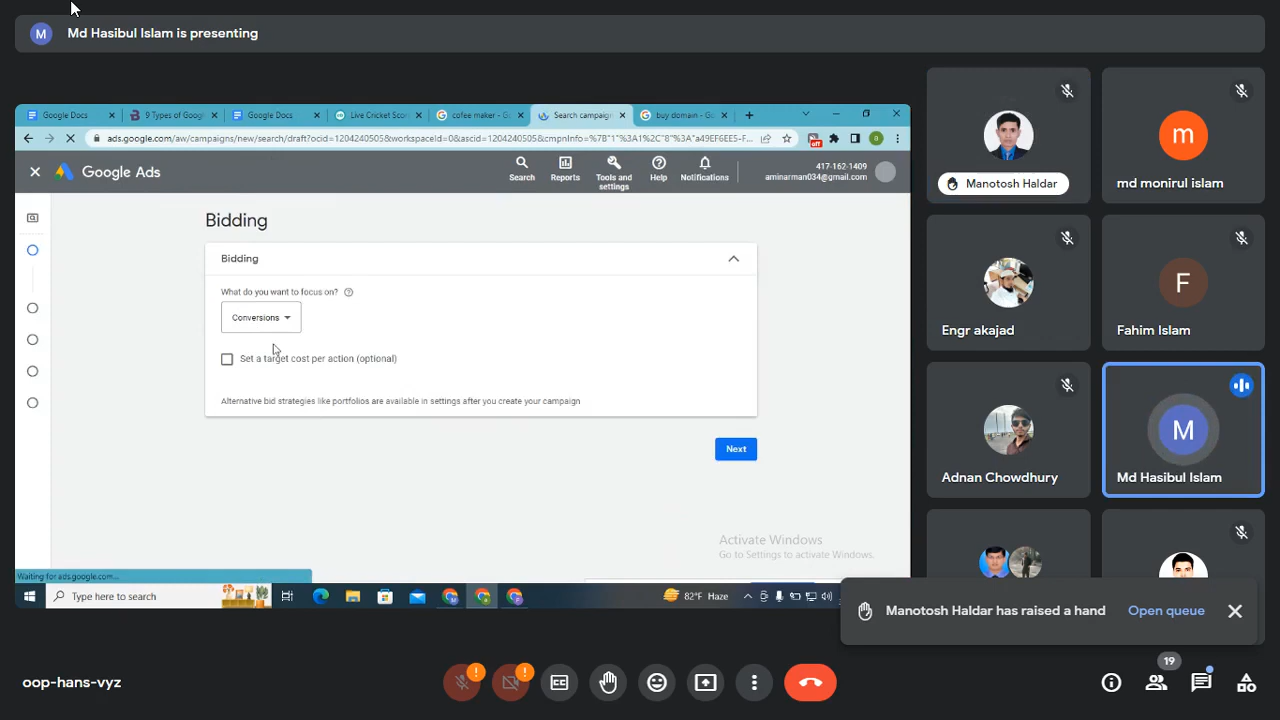 Md Hasibul Islam is presenting
M
Google Docs
9 Types of Googl
Google Docs
Live Cricket Scor
cofee maker - Go
Search campaign
buy domain - Go
ads.google.com/aw/campaigns/new/search/draft?ocid=1204240505&workspaceId=0&ascid=1204240505&cmpnInfo=%7B"1"%3A1%2C"8"%3A"a49EF6E5-F...
off
Google Ads
Search
Reports
Tools and settings
Help
Notifications
417-162-1409
aminarman034@gmail.com
Bidding
Bidding
What do you want to focus on?
Conversions
Set a target cost per action (optional)
Alternative bid strategies like portfolios are available in settings after you create your campaign
Next
Activate Windows
Go to Settings to activate Windows.
Waiting for ads.google.com...
Type here to search
82°F Haze
Manotosh Haldar
m
md monirul islam
Engr akajad
F
Fahim Islam
Adnan Chowdhury
M
Md Hasibul Islam
Manotosh Haldar has raised a hand
Open queue
oop-hans-vyz
19